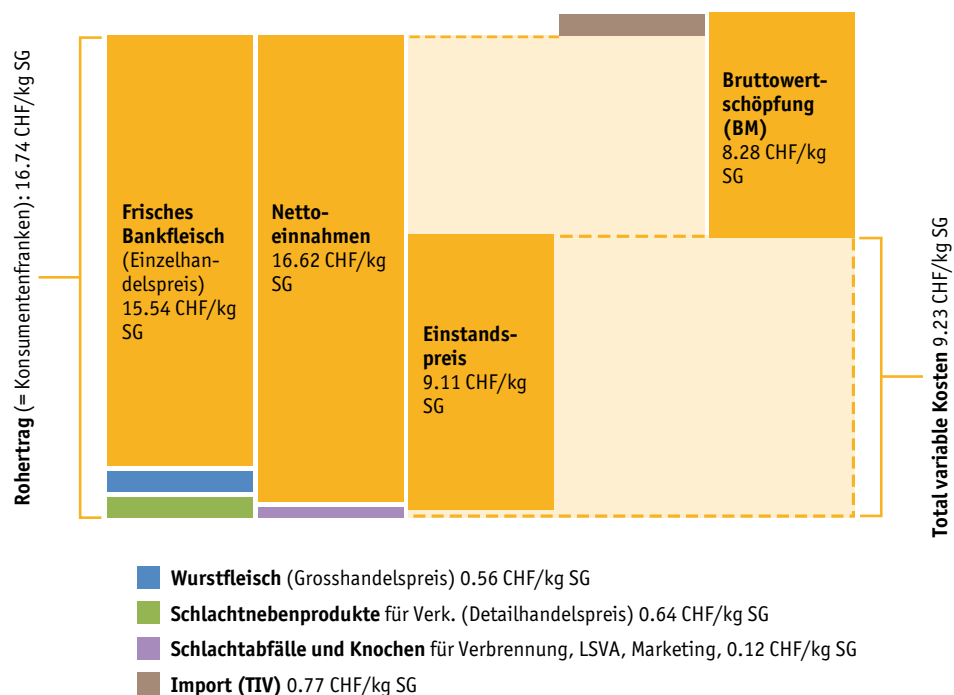 Rohertrag (= Konsumentenfranken): 16.74 CHF/kg SG
Frisches
Bankfleisch
(Einzelhan-
delspreis)
15.54 CHF/kg
SG
Netto-
einnahmen
16.62 CHF/kg
SG
Einstands-
preis
9.11 CHF/kg
SG
Bruttowert-
schöpfung
(BM)
8.28 CHF/kg
SG
Total variable Kosten 9.23 CHF/kg SG
Wurstfleisch (Grosshandelspreis) 0.56 CHF/kg SG
Schlachtnebenprodukte für Verk. (Detailhandelspreis) 0.64 CHF/kg SG
Schlachtabfälle und Knochen für Verbrennung, LSVA, Marketing, 0.12 CHF/kg SG
Import (TIV) 0.77 CHF/kg SG